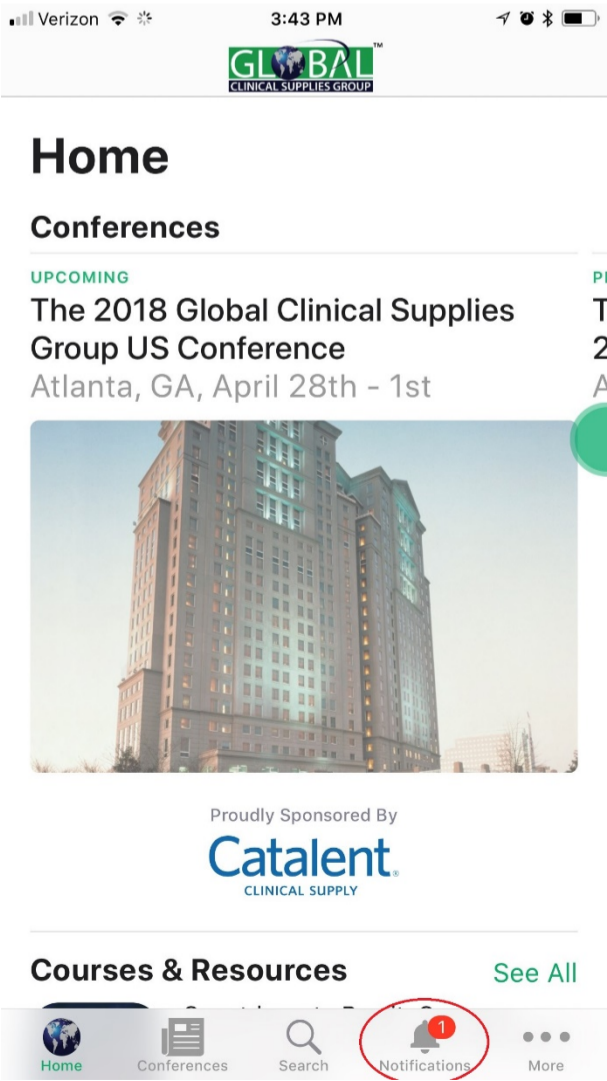 Verizon 3:43 PM
GLOBAL™
CLINICAL SUPPLIES GROUP
Home
Conferences
UPCOMING
The 2018 Global Clinical Supplies
Group US Conference
Atlanta, GA, April 28th - 1st
Proudly Sponsored By
Catalent®
CLINICAL SUPPLY
Courses & Resources See All
1
Home Conferences Search Notifications More